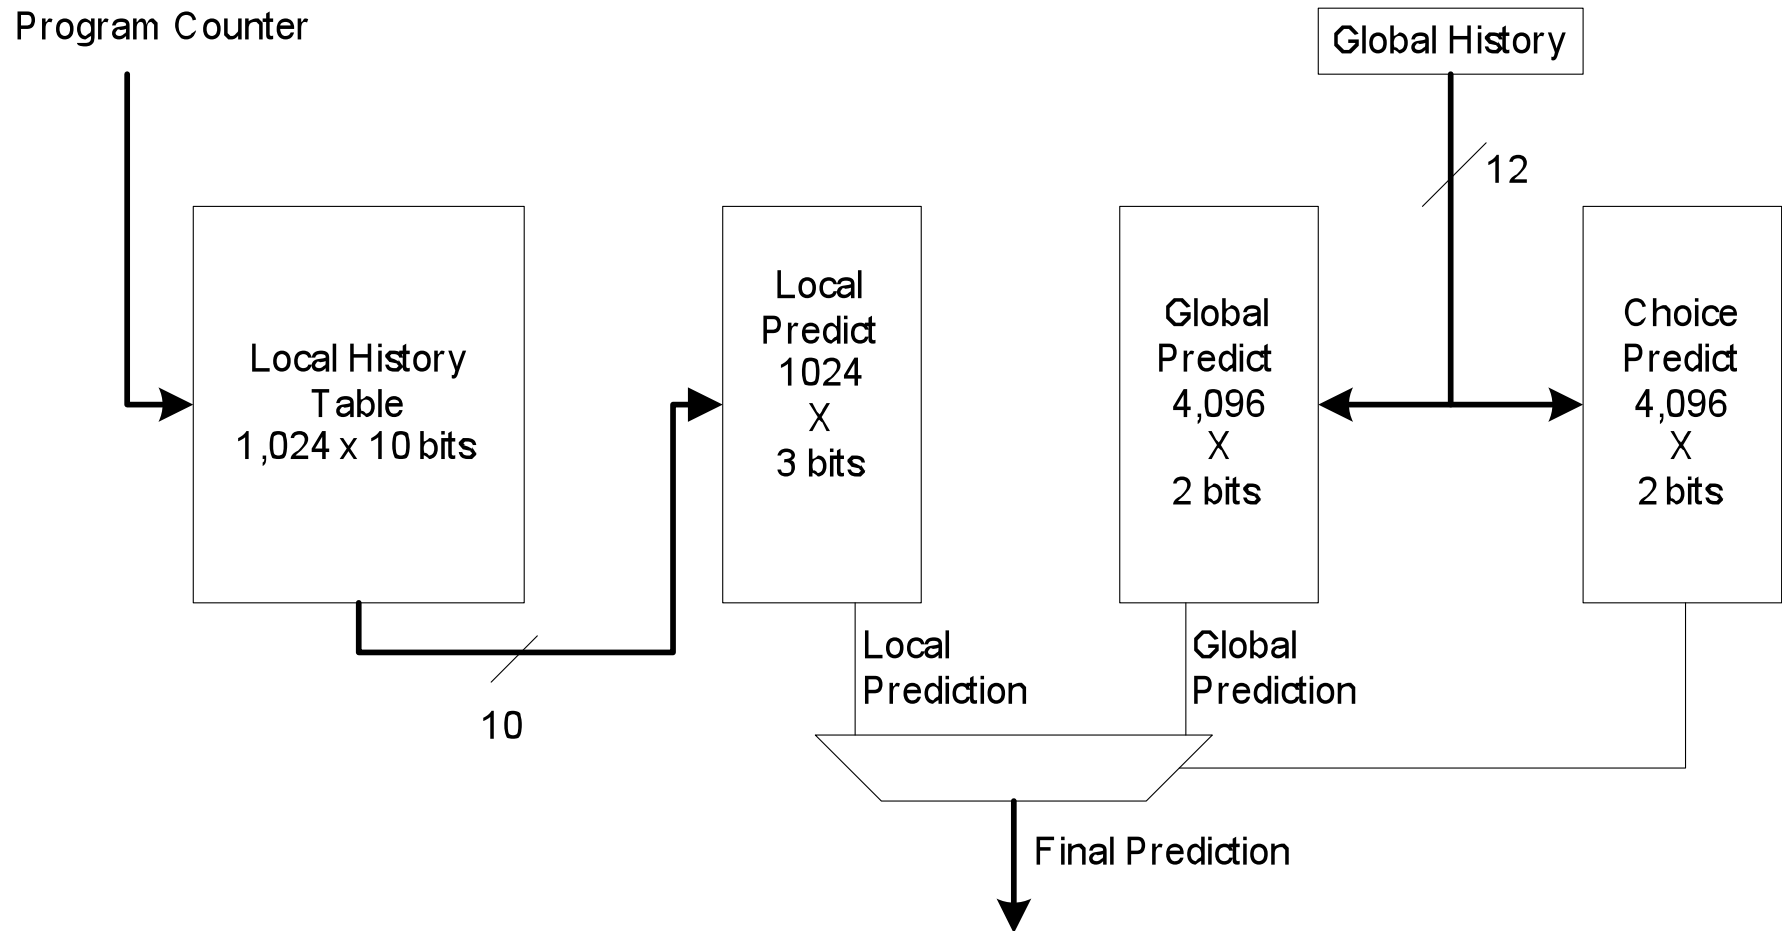 Program Counter
Global History
12
Local History
Table
1,024 x 10 bits
Local
Predict
1024
X
3 bits
Global
Predict
4,096
X
2 bits
Choice
Predict
4,096
X
2 bits
10
Local
Prediction
Global
Prediction
Final Prediction